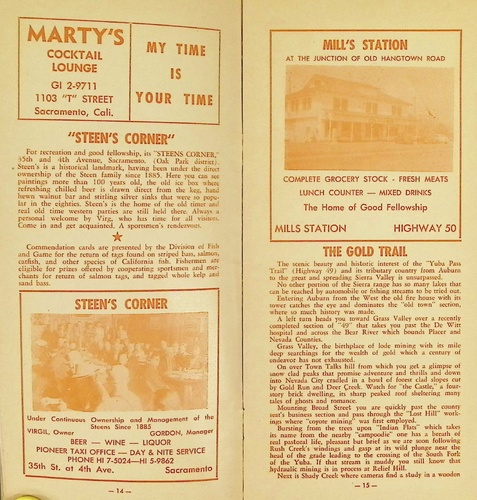 MARTY'S
COCKTAIL
LOUNGE
GI 2-9711
1103 "T" STREET
Sacramento, Cali.
MY TIME
IS
YOUR TIME
"STEEN'S CORNER"
For recreation and good fellowship, its "STEENS CORNER,"
35th and 4th Avenue, Sacramento. (Oak Park district).
Steen's is a historical landmark, having been under the direct
ownership of the Steen family since 1885. Here you can see
paintings more than 100 years old, the old ice box where
refreshing chilled beer is drawn direct from the keg, hand
hewn walnut bar and stirling silver sinks that were so popu-
lar in the eighties. Steen's is the home of old timer and
real old time western parties are still held there. Always a
personal welcome by Virg, who has time for all visitors.
Come in and get acquainted. A sportsmen's rendezvous.
Commendation cards are presented by the Division of Fish
and Game for the return of tags found on striped bass, salmon,
catfish, and other species of California fish. Fishermen are
eligible for prizes offered by cooperating sportsmen and mer-
chants for return of salmon tags, and tagged whole kelp and
sand bass.
STEEN'S CORNER
Under Continuous Ownership and Management of the
Steens Since 1885
VIRGIL, Owner GORDON, Manager
BEER — WINE — LIQUOR
PIONEER TAXI OFFICE — DAY & NITE SERVICE
PHONE HI 7-5024—HI 5-9862
35th St. at 4th Ave. Sacramento
— 14 —
MILL'S STATION
AT THE JUNCTION OF OLD HANGTOWN ROAD
COMPLETE GROCERY STOCK - FRESH MEATS
LUNCH COUNTER — MIXED DRINKS
The Home of Good Fellowship
MILLS STATION HIGHWAY 50
THE GOLD TRAIL
The scenic beauty and historic interest of the "Yuba Pass
Trail" (Highway 49) and its tributary country from Auburn
to the great and spreading Sierra Valley is unsurpassed.
No other portion of the Sierra range has so many lakes that
can be reached by automobile or fishing streams to be tried out.
Entering Auburn from the West the old fire house with its
tower catches the eye and dominates the "old town" section,
where so much history was made.
A left turn heads you toward Grass Valley over a recently
completed section of "49" that takes you past the De Witt
hospital and across the Bear River which bounds Placer and
Nevada Counties.
Grass Valley, the birthplace of lode mining with its mile
deep searchings for the wealth of gold which a century of
endeavor has not exhausted.
On over Town Talks hill from which you get a glimpse of
snow clad peaks that promise adventure and thrills and down
into Nevada City cradled in a bowl of forest clad slopes cut
by Gold Run and Deer Creek. Watch for "the Castle," a four-
story brick dwelling, its sharp peaked roof sheltering many
tales of ghosts and romance.
Mounting Broad Street you are quickly past the county
seat's business section and pass through the "Lost Hill" work-
ings where "coyote mining" was first employed.
Bursting from the trees upon "Indian Flats" which takes
its name from the nearby "campoodie" one has a breath of
real pastoral life, pleasant but brief as we are soon following
Rush Creek's windings and gasp at its wild plunge near the
head of the grade leading to the crossing of the South Fork
of the Yuba. If that stream is muddy you still know that
hydraulic mining is in process at Relief Hill.
Next is Shady Creek where cameras find a study in a wooden
— 15 —